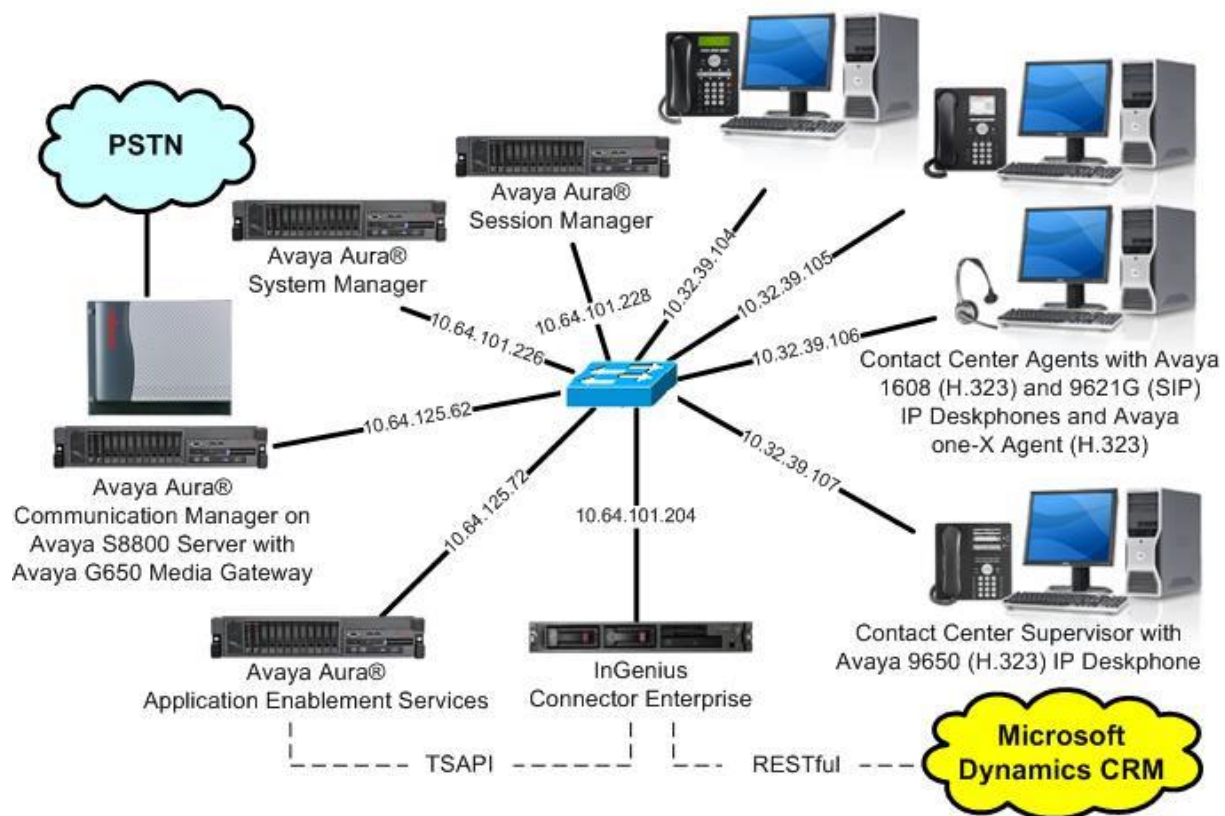 PSTN
Avaya Aura®
Session Manager
Avaya Aura®
System Manager
10.32.39.104
10.32.39.105
10.64.101.228
10.64.101.226
10.32.39.106
Contact Center Agents with Avaya
1608 (H.323) and 9621G (SIP)
IP Deskphones and Avaya
one-X Agent (H.323)
10.64.125.62
10.32.39.107
Avaya Aura®
Communication Manager on
Avaya S8800 Server with
Avaya G650 Media Gateway
10.64.125.72
10.64.101.204
Contact Center Supervisor with
Avaya 9650 (H.323) IP Deskphone
Avaya Aura®
Application Enablement Services
InGenius
Connector Enterprise
TSAPI
RESTful
Microsoft
Dynamics CRM